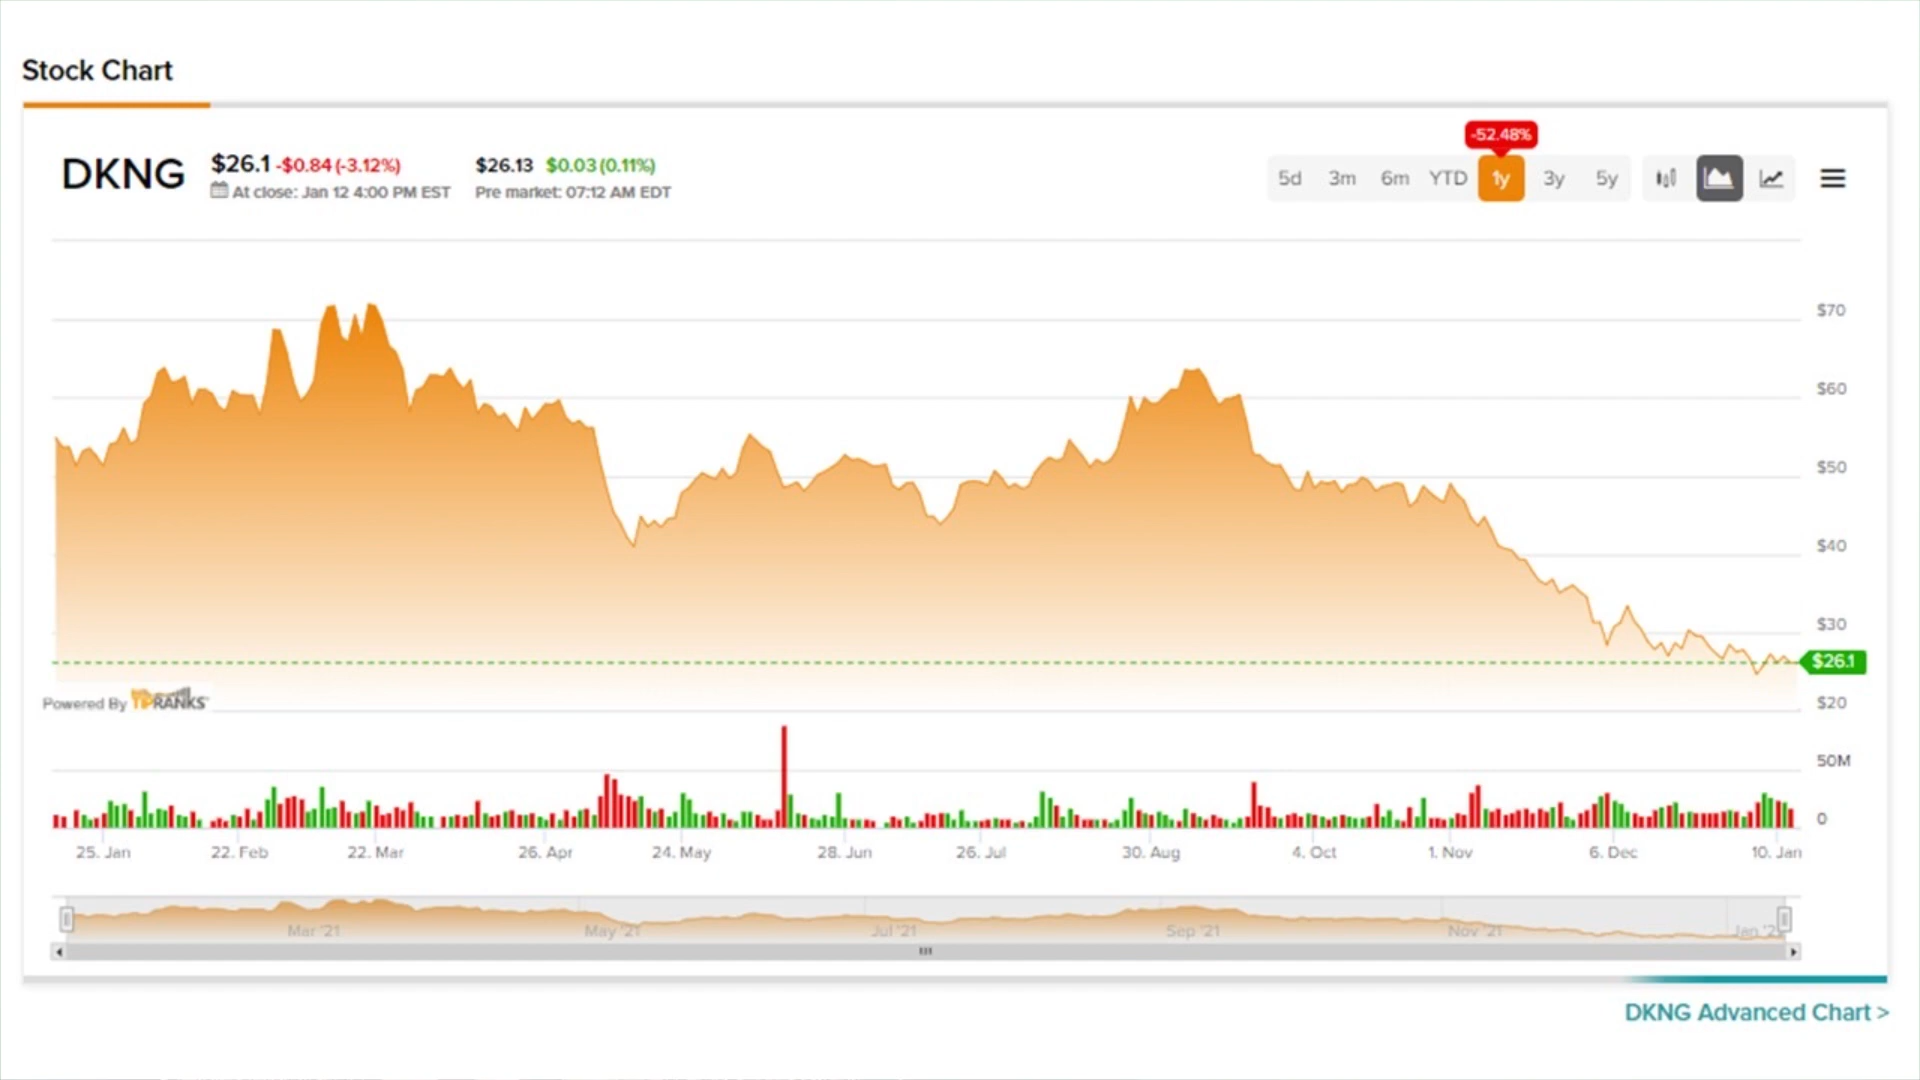 Stock Chart
DKNG
$26.1 -$0.84 (-3.12%)
At close: Jan 12 4:00 PM EST
$26.13 $0.03 (0.11%)
Pre market: 07:12 AM EDT
-52.48%
5d 3m 6m YTD 1y 3y 5y
$70
$60
$50
$40
$30
$26.1
$20
Powered By TIPRANKS
50M
0
25. Jan 22. Feb 22. Mar 26. Apr 24. May 28. Jun 26. Jul 30. Aug 4. Oct 1. Nov 6. Dec 10. Jan
Mar '21 May '21 Jul '21 Sep '21 Nov '21 Jan
DKNG Advanced Chart >